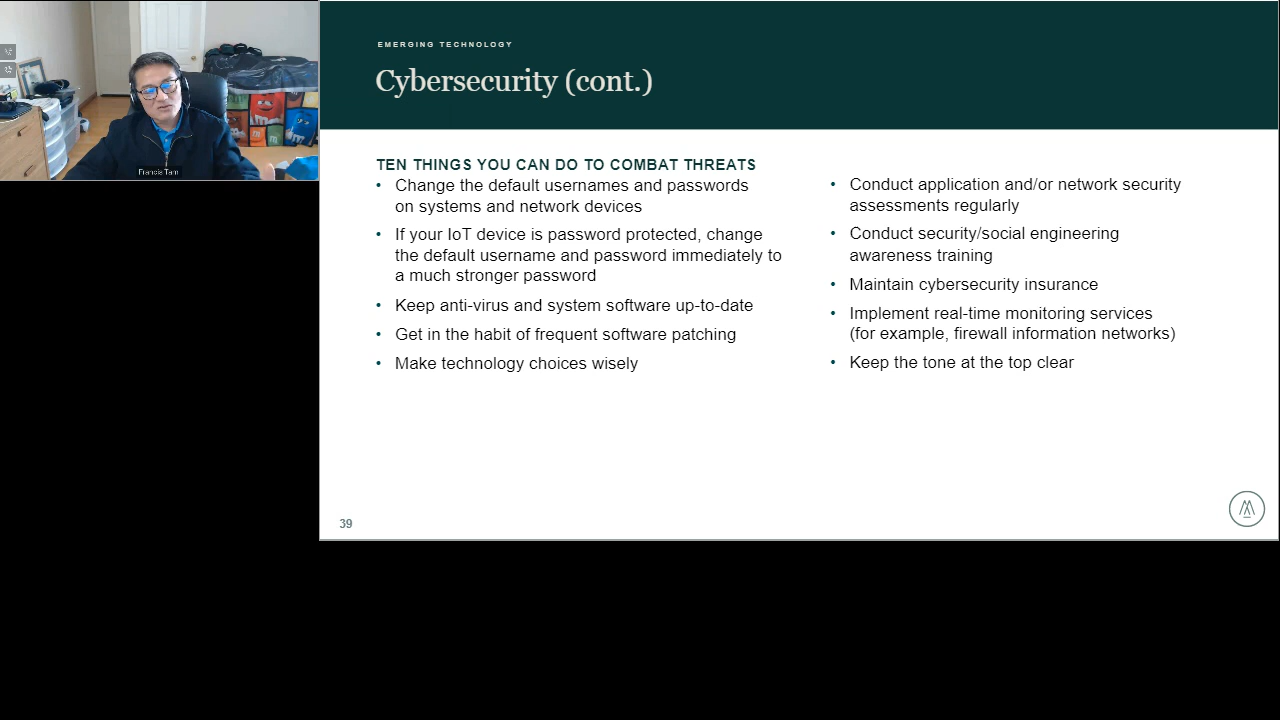 Francis Tam
EMERGING TECHNOLOGY
Cybersecurity (cont.)
TEN THINGS YOU CAN DO TO COMBAT THREATS
• Change the default usernames and passwords
on systems and network devices
• If your IoT device is password protected, change
the default username and password immediately to
a much stronger password
• Keep anti-virus and system software up-to-date
• Get in the habit of frequent software patching
• Make technology choices wisely
• Conduct application and/or network security
assessments regularly
• Conduct security/social engineering
awareness training
• Maintain cybersecurity insurance
• Implement real-time monitoring services
(for example, firewall information networks)
• Keep the tone at the top clear
39